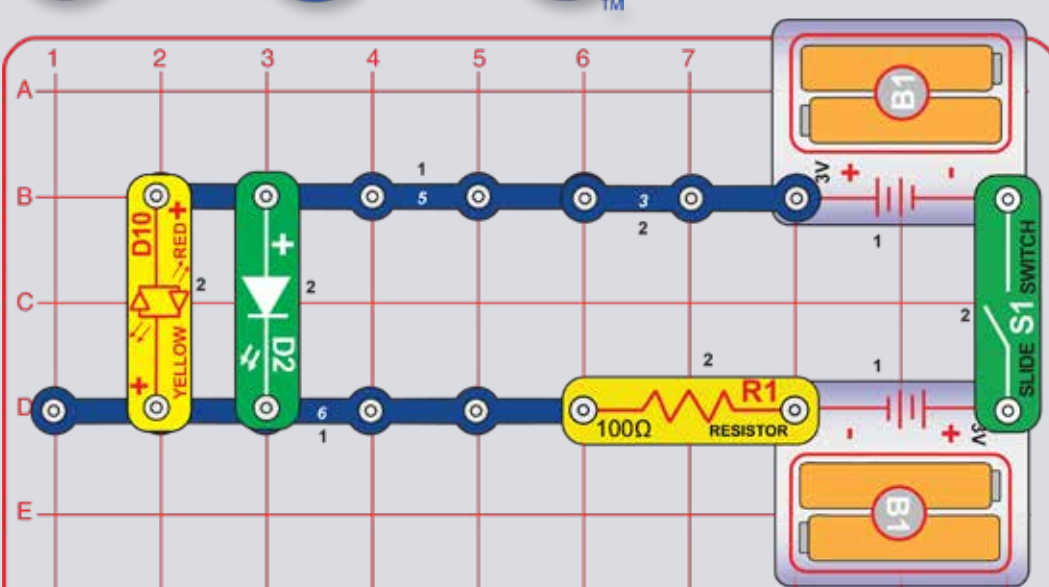 TM
1 2 3 4 5 6 7
A
B1
3V + -
B
1
5
3
2
1
D10
+ RED
2
+ YELLOW
+
2
D2
C
2
SLIDE S1 SWITCH
D
6
1
2
R1
100Ω RESISTOR
1
- + 3V
B1
E